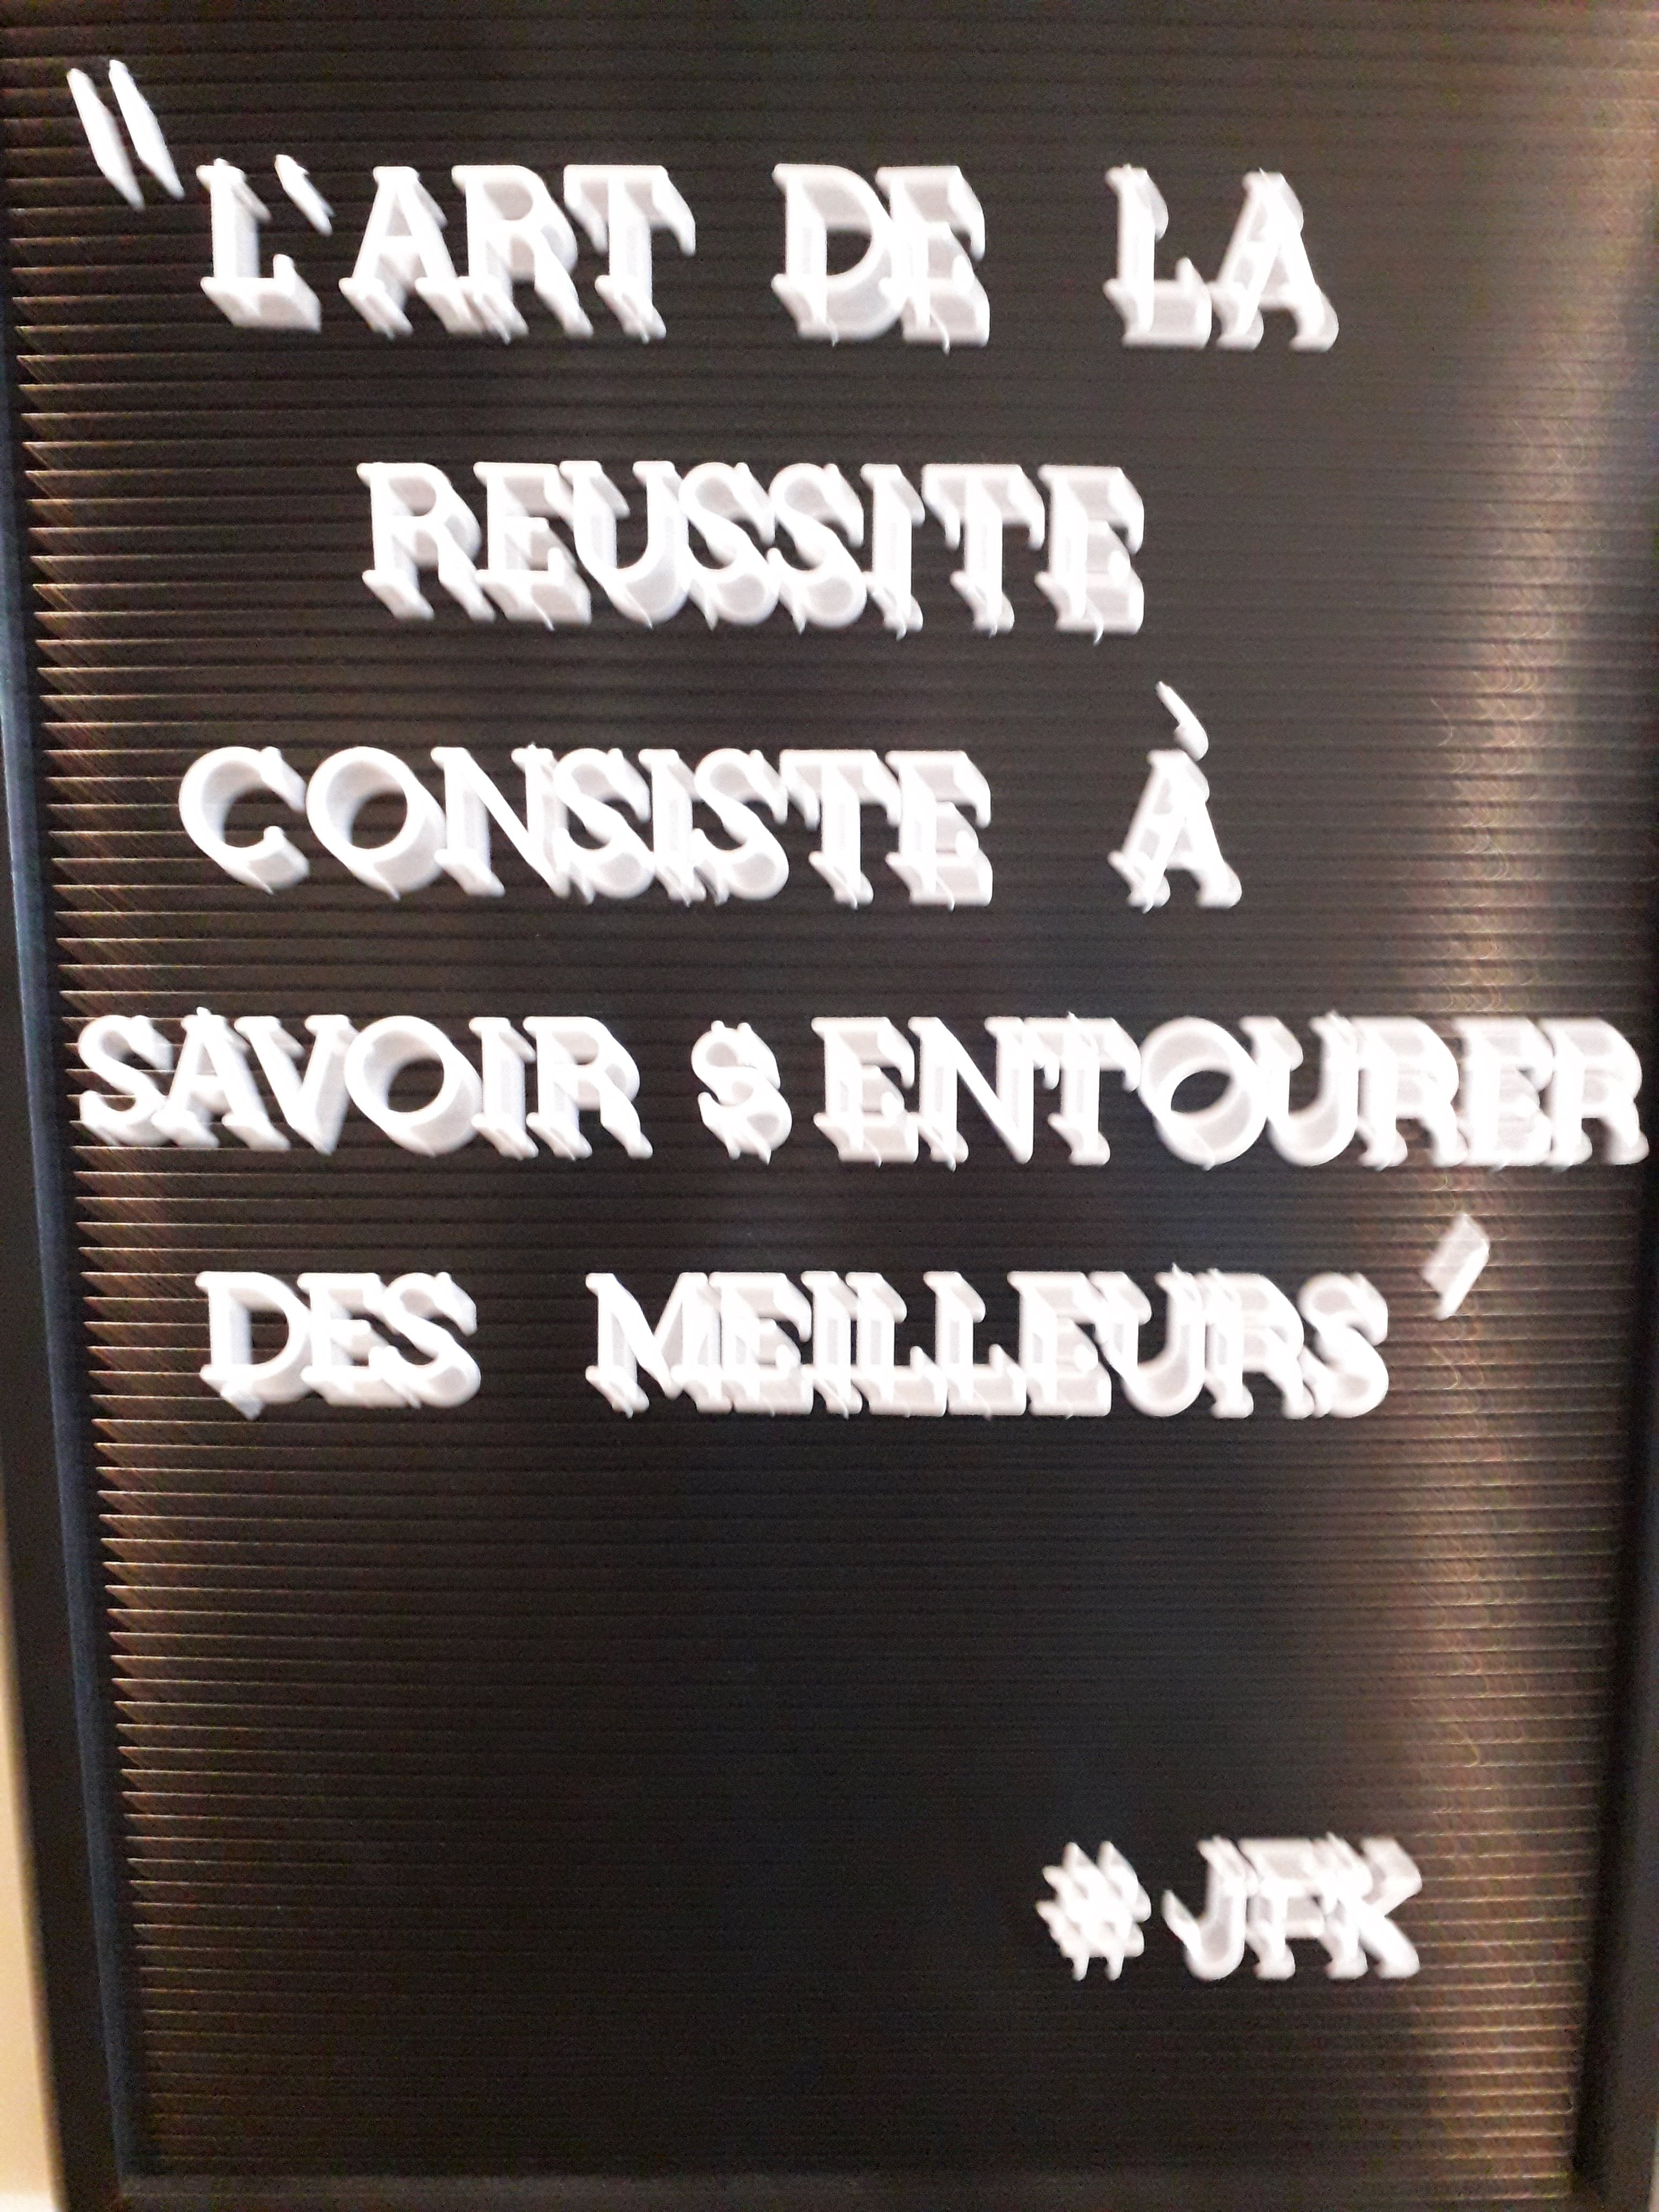 "L'ART DE LA
REUSSITE
CONSISTE À
SAVOIR S ENTOURER
DES MEILLEURS"
#JFK